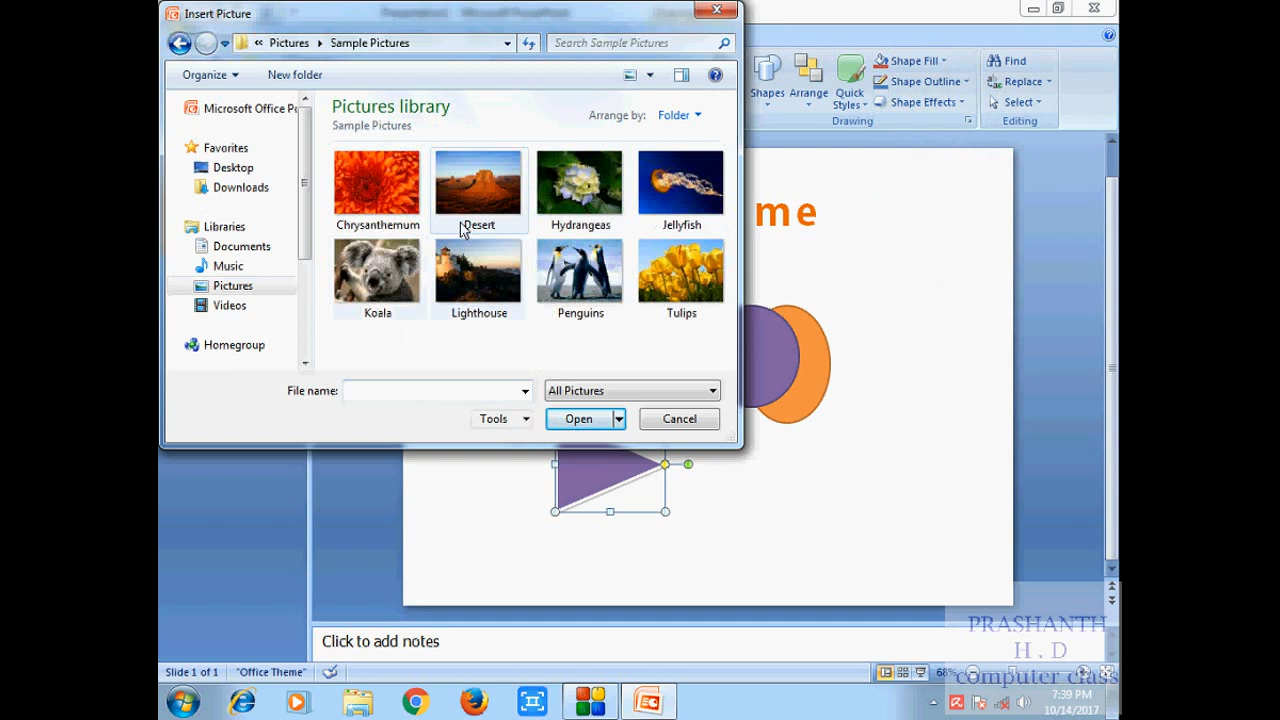 Insert Picture
« Pictures Sample Pictures
Search Sample Pictures
Organize New folder
Microsoft Office P
Favorites
Desktop
Downloads
Libraries
Documents
Music
Pictures
Videos
Homegroup
Pictures library
Sample Pictures
Arrange by: Folder
Chrysanthemum Desert Hydrangeas Jellyfish
Koala Lighthouse Penguins Tulips
File name:
All Pictures
Tools Open Cancel
Shapes
Arrange
Quick Styles
Shape Fill
Shape Outline
Shape Effects
Drawing
Find
Replace
Select
Editing
me
Click to add notes
PRASHANTH
H . D
computer class
Slide 1 of 1 "Office Theme" 68%
7:39 PM
10/14/2017